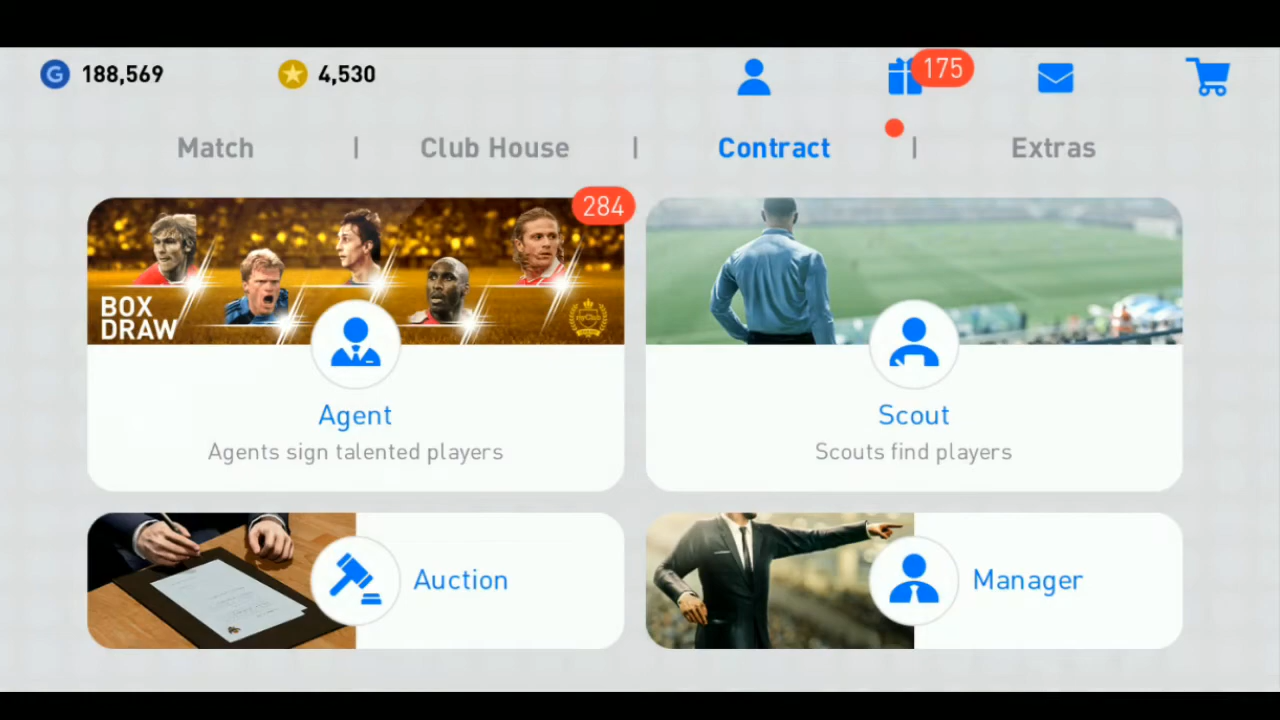 G 188,569
4,530
175
Match | Club House | Contract | Extras
284
BOX
DRAW
myClub
Agent
Agents sign talented players
Scout
Scouts find players
Auction
Manager